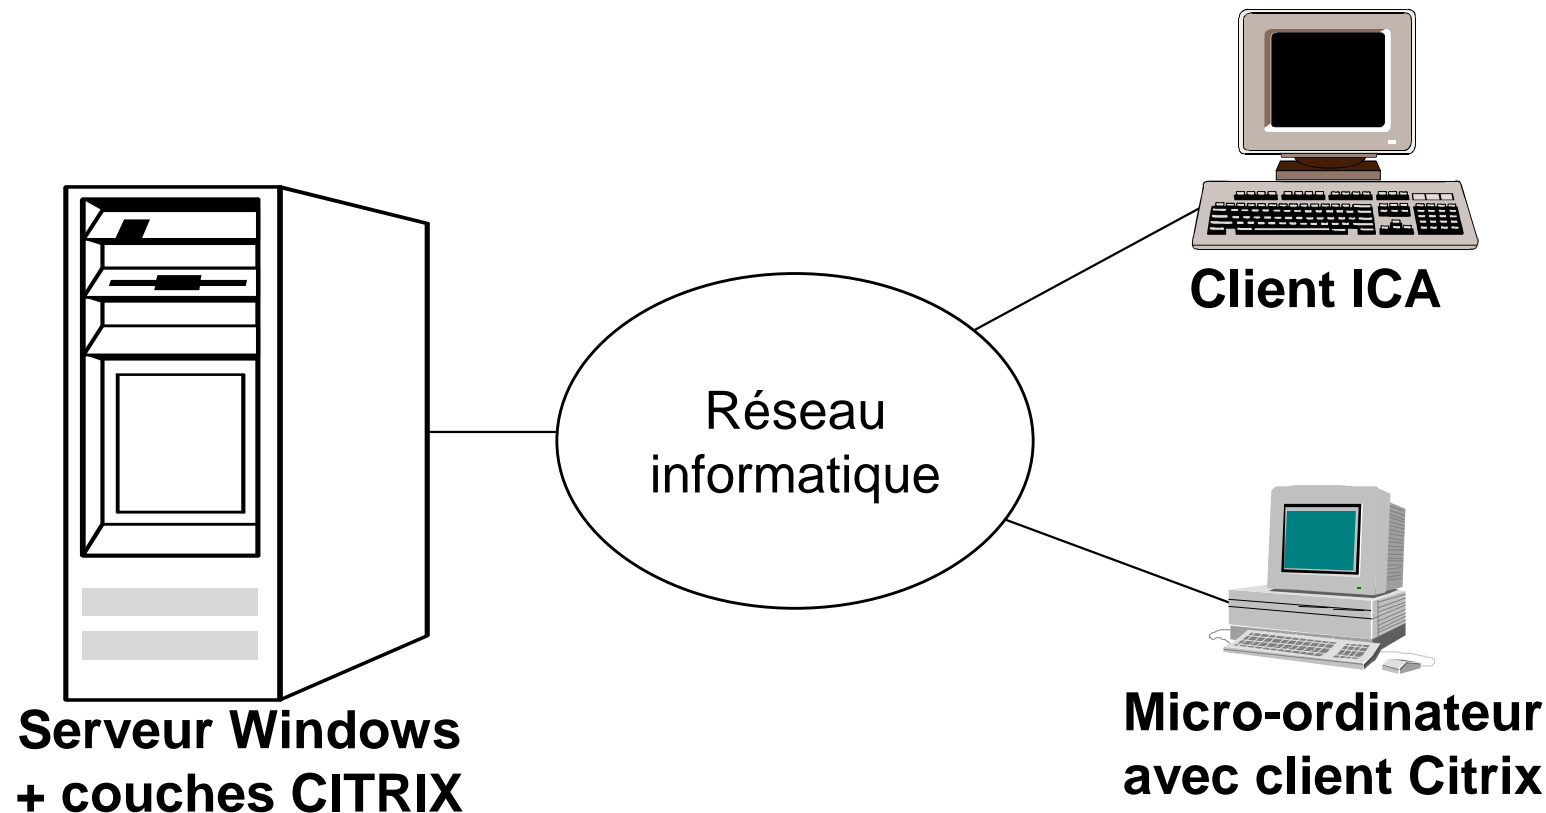 Client ICA
Réseau
informatique
Serveur Windows
+ couches CITRIX
Micro-ordinateur
avec client Citrix